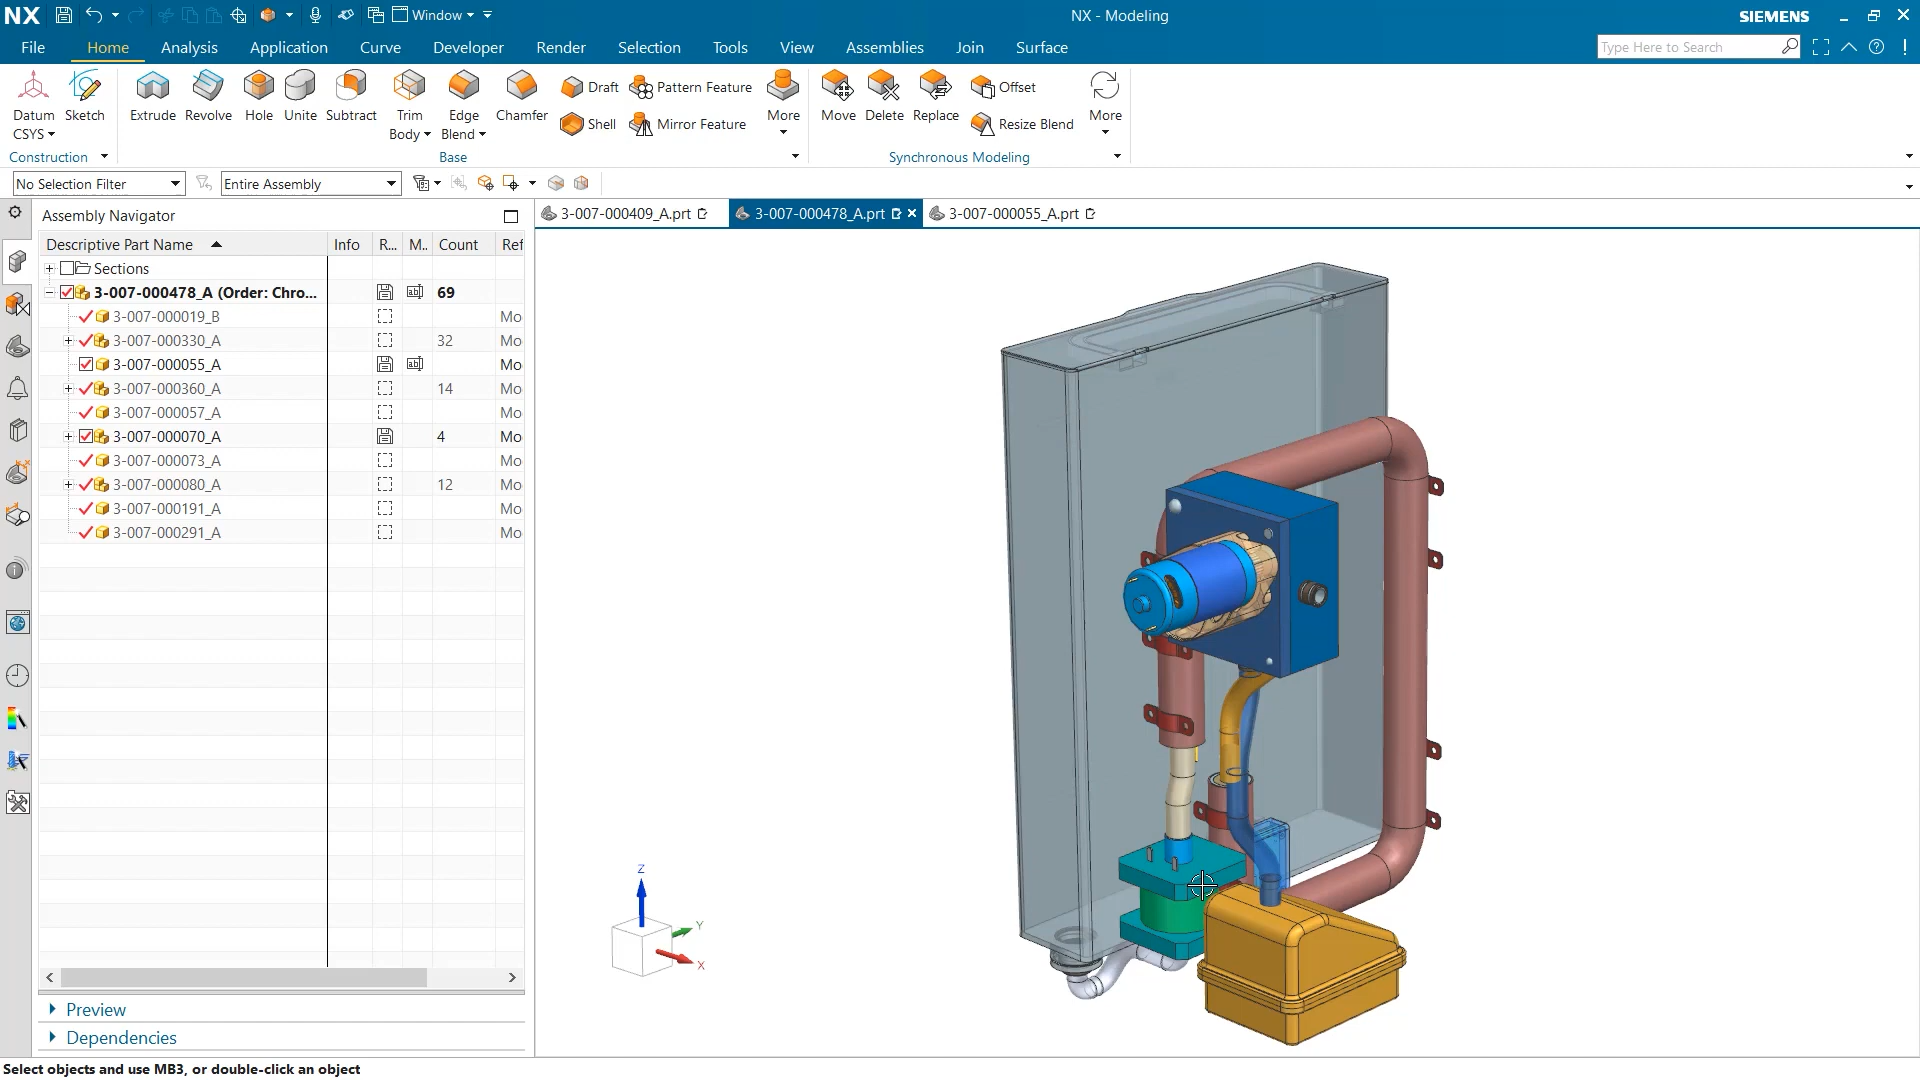 NX Window NX - Modeling SIEMENS
File Home Analysis Application Curve Developer Render Selection Tools View Assemblies Join Surface Type Here to Search
Datum CSYS Sketch Extrude Revolve Hole Unite Subtract Trim Body Edge Blend Chamfer Draft Shell Pattern Feature Mirror Feature More Move Delete Replace Offset Resize Blend More
Construction Base Synchronous Modeling
No Selection Filter Entire Assembly
Assembly Navigator
3-007-000409_A.prt 3-007-000478_A.prt 3-007-000055_A.prt
Descriptive Part Name Info R... M.. Count Ref
Sections
3-007-000478_A (Order: Chro... 69
3-007-000019_B Mo
3-007-000330_A 32 Mo
3-007-000055_A Mo
3-007-000360_A 14 Mo
3-007-000057_A Mo
3-007-000070_A 4 Mo
3-007-000073_A Mo
3-007-000080_A 12 Mo
3-007-000191_A Mo
3-007-000291_A Mo
Z
Y
X
Preview
Dependencies
Select objects and use MB3, or double-click an object